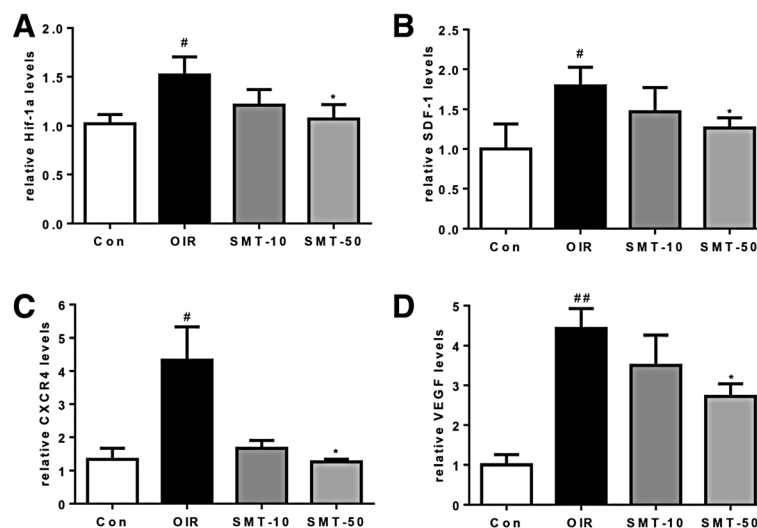 A
relative Hif-1a levels
2.0
1.5
1.0
0.5
0.0
#
*
Con OIR SMT-10 SMT-50
B
relative SDF-1 levels
2.5
2.0
1.5
1.0
0.5
0.0
#
*
Con OIR SMT-10 SMT-50
C
relative CXCR4 levels
6
5
4
3
2
1
0
#
*
Con OIR SMT-10 SMT-50
D
relative VEGF levels
5
4
3
2
1
0
##
*
Con OIR SMT-10 SMT-50